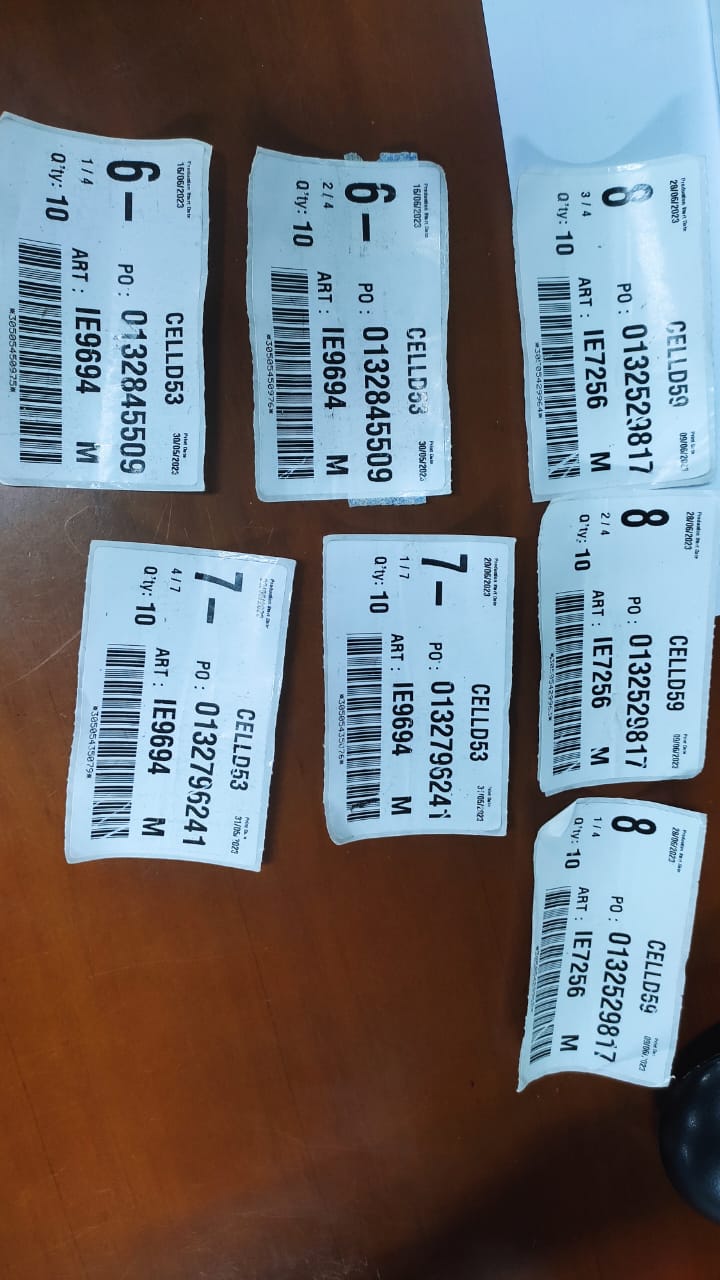 Production Start Date
28/06/2023
CELLD59
Print Date
09/06/2023
8
PO : 0132529817
3 / 4
ART : IE7256 M
Q'ty: 10
*30505429964*
Production Start Date
28/06/2023
CELLD59
Print Date
09/06/2023
8
PO : 0132529817
2 / 4
ART : IE7256 M
Q'ty: 10
*30505429963*
Production Start Date
28/06/2023
CELLD59
8
PO : 0132529817
1 / 4
ART : IE7256 M
Q'ty: 10
Production Start Date
20/06/2023
CELLD53
Print Date
31/05/2023
7 –
PO : 0132796241
1 / 7
ART : IE9694 M
Q'ty: 10
*30505435076*
Production Start Date
16/06/2023
CELLD53
Print Date
30/05/2023
6 –
PO : 0132845509
2 / 4
ART : IE9694 M
Q'ty: 10
*30505450976*
Production Start Date
CELLD53
Print Date
31/05/2023
7 –
PO : 0132796241
4 / 7
ART : IE9694 M
Q'ty: 10
*30505435079*
Production Start Date
16/06/2023
CELLD53
Print Date
30/05/2023
6 –
PO : 0132845509
1 / 4
ART : IE9694 M
Q'ty: 10
*30505450975*